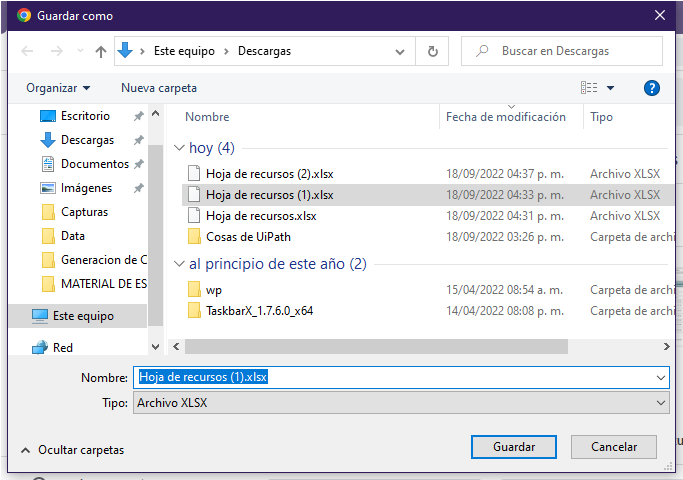 Guardar como
Este equipo > Descargas
Buscar en Descargas
Organizar
Nueva carpeta
Nombre
Fecha de modificación
Tipo
Escritorio
Descargas
Documentos
Imágenes
Capturas
Data
Generacion de C
MATERIAL DE ES
Este equipo
Red
hoy (4)
Hoja de recursos (2).xlsx 18/09/2022 04:37 p. m. Archivo XLSX
Hoja de recursos (1).xlsx 18/09/2022 04:33 p. m. Archivo XLSX
Hoja de recursos.xlsx 18/09/2022 04:31 p. m. Archivo XLSX
Cosas de UiPath 18/09/2022 03:26 p. m. Carpeta de archi
al principio de este año (2)
wp 15/04/2022 08:54 a. m. Carpeta de archi
TaskbarX_1.7.6.0_x64 14/04/2022 08:08 p. m. Carpeta de archi
Nombre: Hoja de recursos (1).xlsx
Tipo: Archivo XLSX
Ocultar carpetas
Guardar
Cancelar